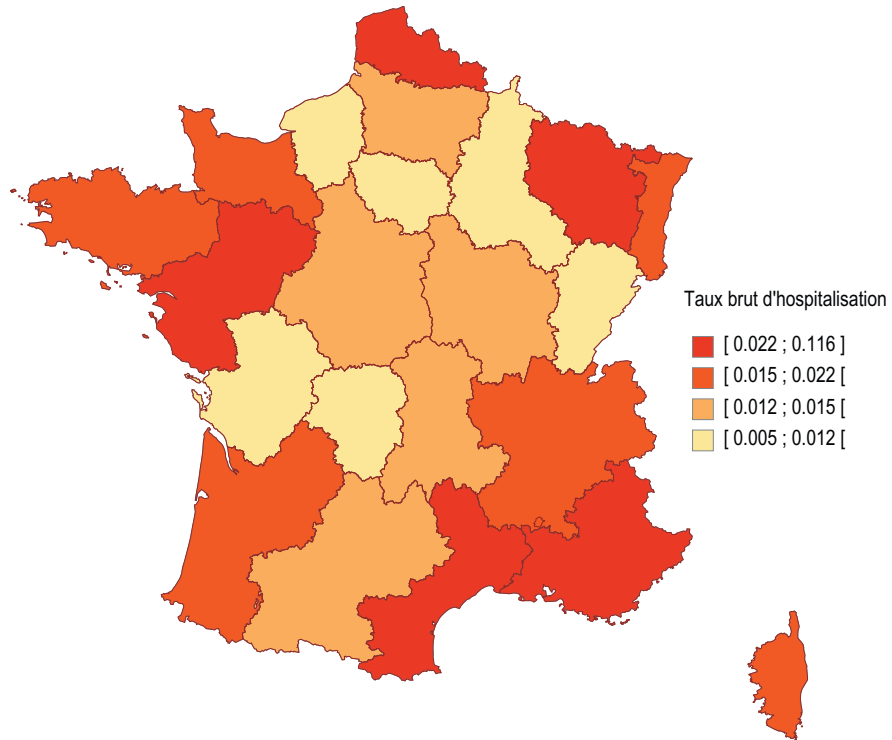 Taux brut d'hospitalisation
[ 0.022 ; 0.116 ]
[ 0.015 ; 0.022 [
[ 0.012 ; 0.015 [
[ 0.005 ; 0.012 [